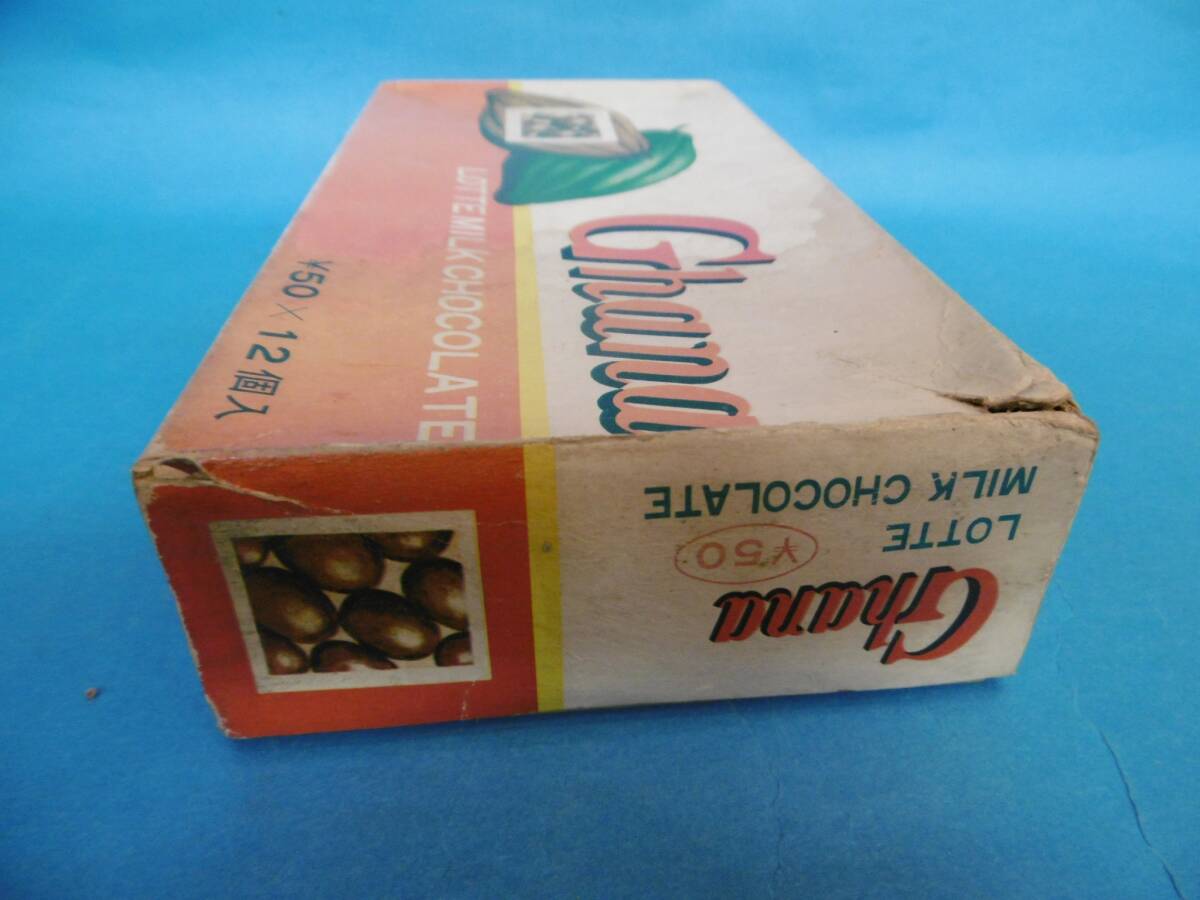 Ghana
LOTTE MILK CHOCOLATE
¥50×12個入
Ghana
LOTTE
MILK CHOCOLATE
¥50